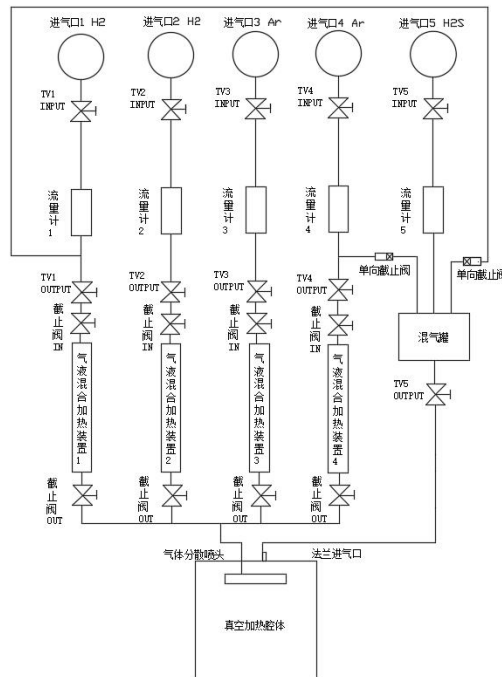 进气口1 H2
进气口2 H2
进气口3 Ar
进气口4 Ar
进气口5 H2S
TV1
INPUT
TV2
INPUT
TV3
INPUT
TV4
INPUT
TV5
INPUT
流量计1
流量计2
流量计3
流量计4
流量计5
单向截止阀
单向截止阀
TV1
OUTPUT
TV2
OUTPUT
TV3
OUTPUT
TV4
OUTPUT
混气罐
截止阀
IN
截止阀
IN
截止阀
IN
截止阀
IN
气液混合加热装置1
气液混合加热装置2
气液混合加热装置3
气液混合加热装置4
TV5
OUTPUT
截止阀
OUT
截止阀
OUT
截止阀
OUT
截止阀
OUT
气体分散喷头
法兰进气口
真空加热腔体